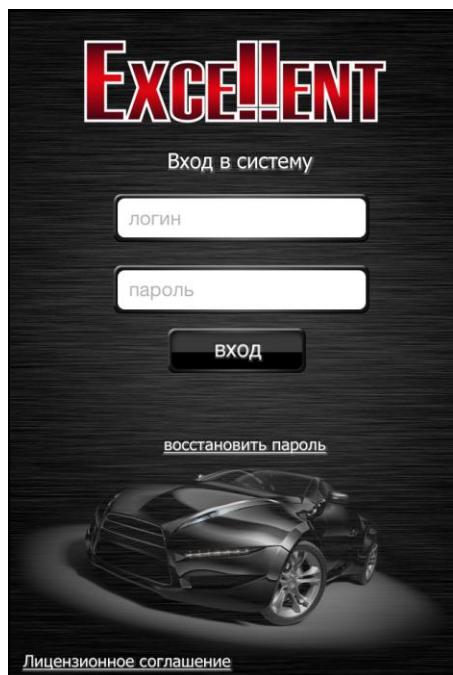 EXCE!!ENT
Вход в систему
логин
пароль
вход
восстановить пароль
Лицензионное соглашение